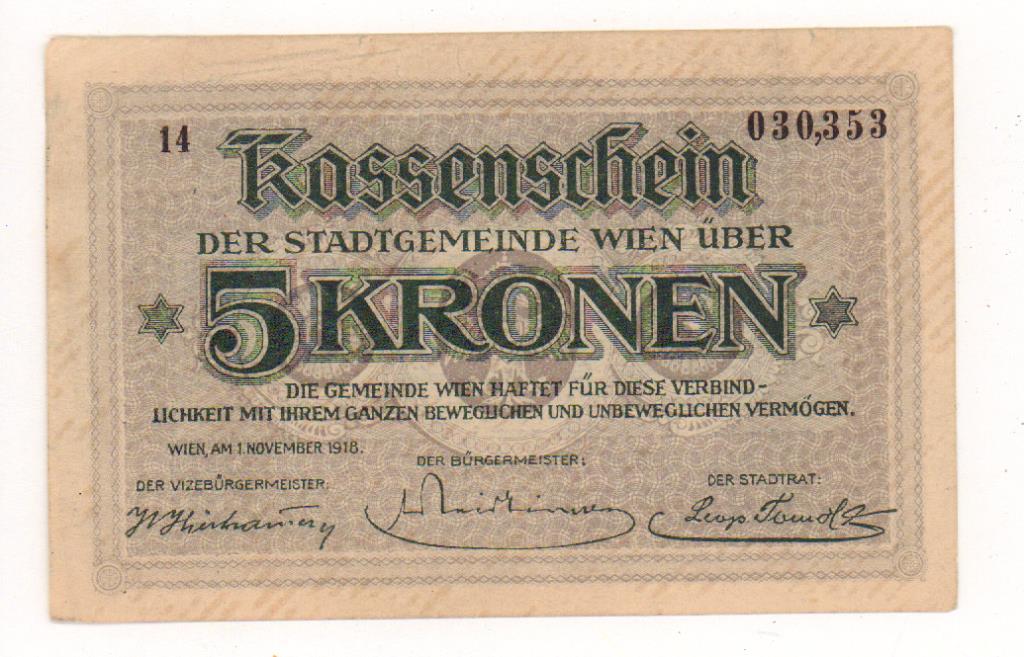 14 030,353
Kassenschein
DER STADTGEMEINDE WIEN ÜBER
5 KRONEN
DIE GEMEINDE WIEN HAFTET FÜR DIESE VERBIND-
LICHKEIT MIT IHREM GANZEN BEWEGLICHEN UND UNBEWEGLICHEN VERMÖGEN.
WIEN, AM 1. NOVEMBER 1918.
DER BÜRGERMEISTER:
DER VIZEBÜRGERMEISTER:
DER STADTRAT:
Leop.